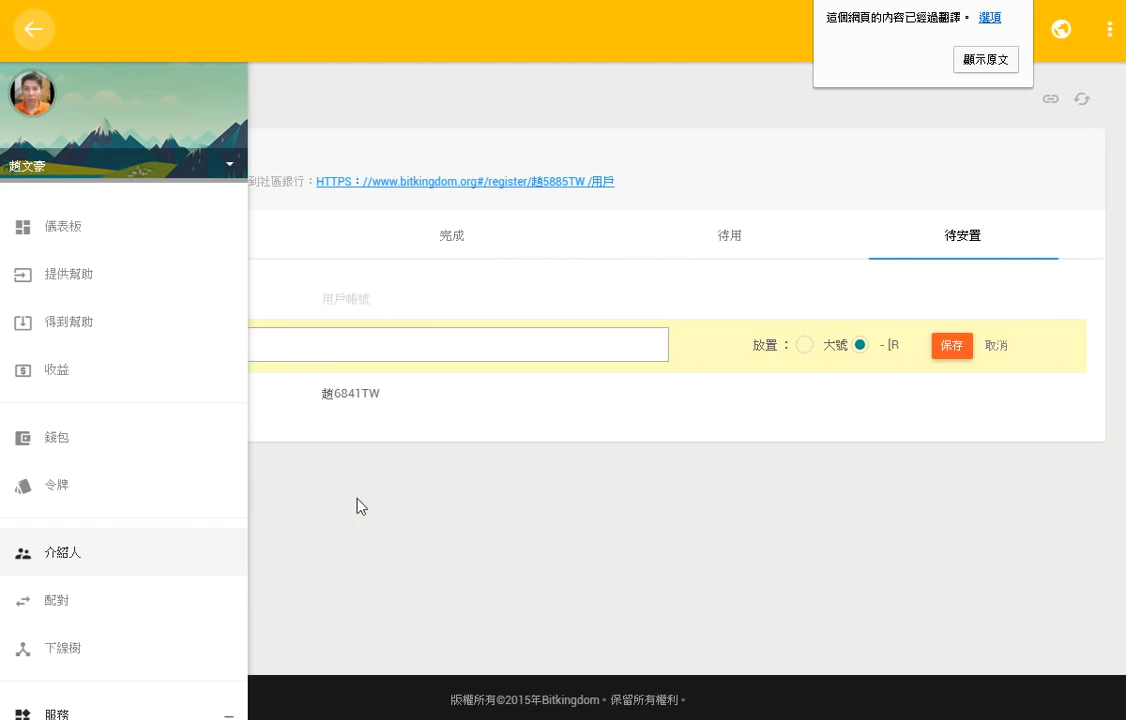 這個網頁的內容已經過翻譯。 選項
顯示原文
趙文豪
儀表板
提供幫助
得到幫助
收益
錢包
令牌
介紹人
配對
下線樹
服務
到社區銀行：HTTPS：//www.bitkingdom.org#/register/趙5885TW /用戶
完成 待用 待安置
用戶帳號
放置： 大號 - [R 保存 取消
趙6841TW
版權所有©2015年Bitkingdom。保留所有權利。